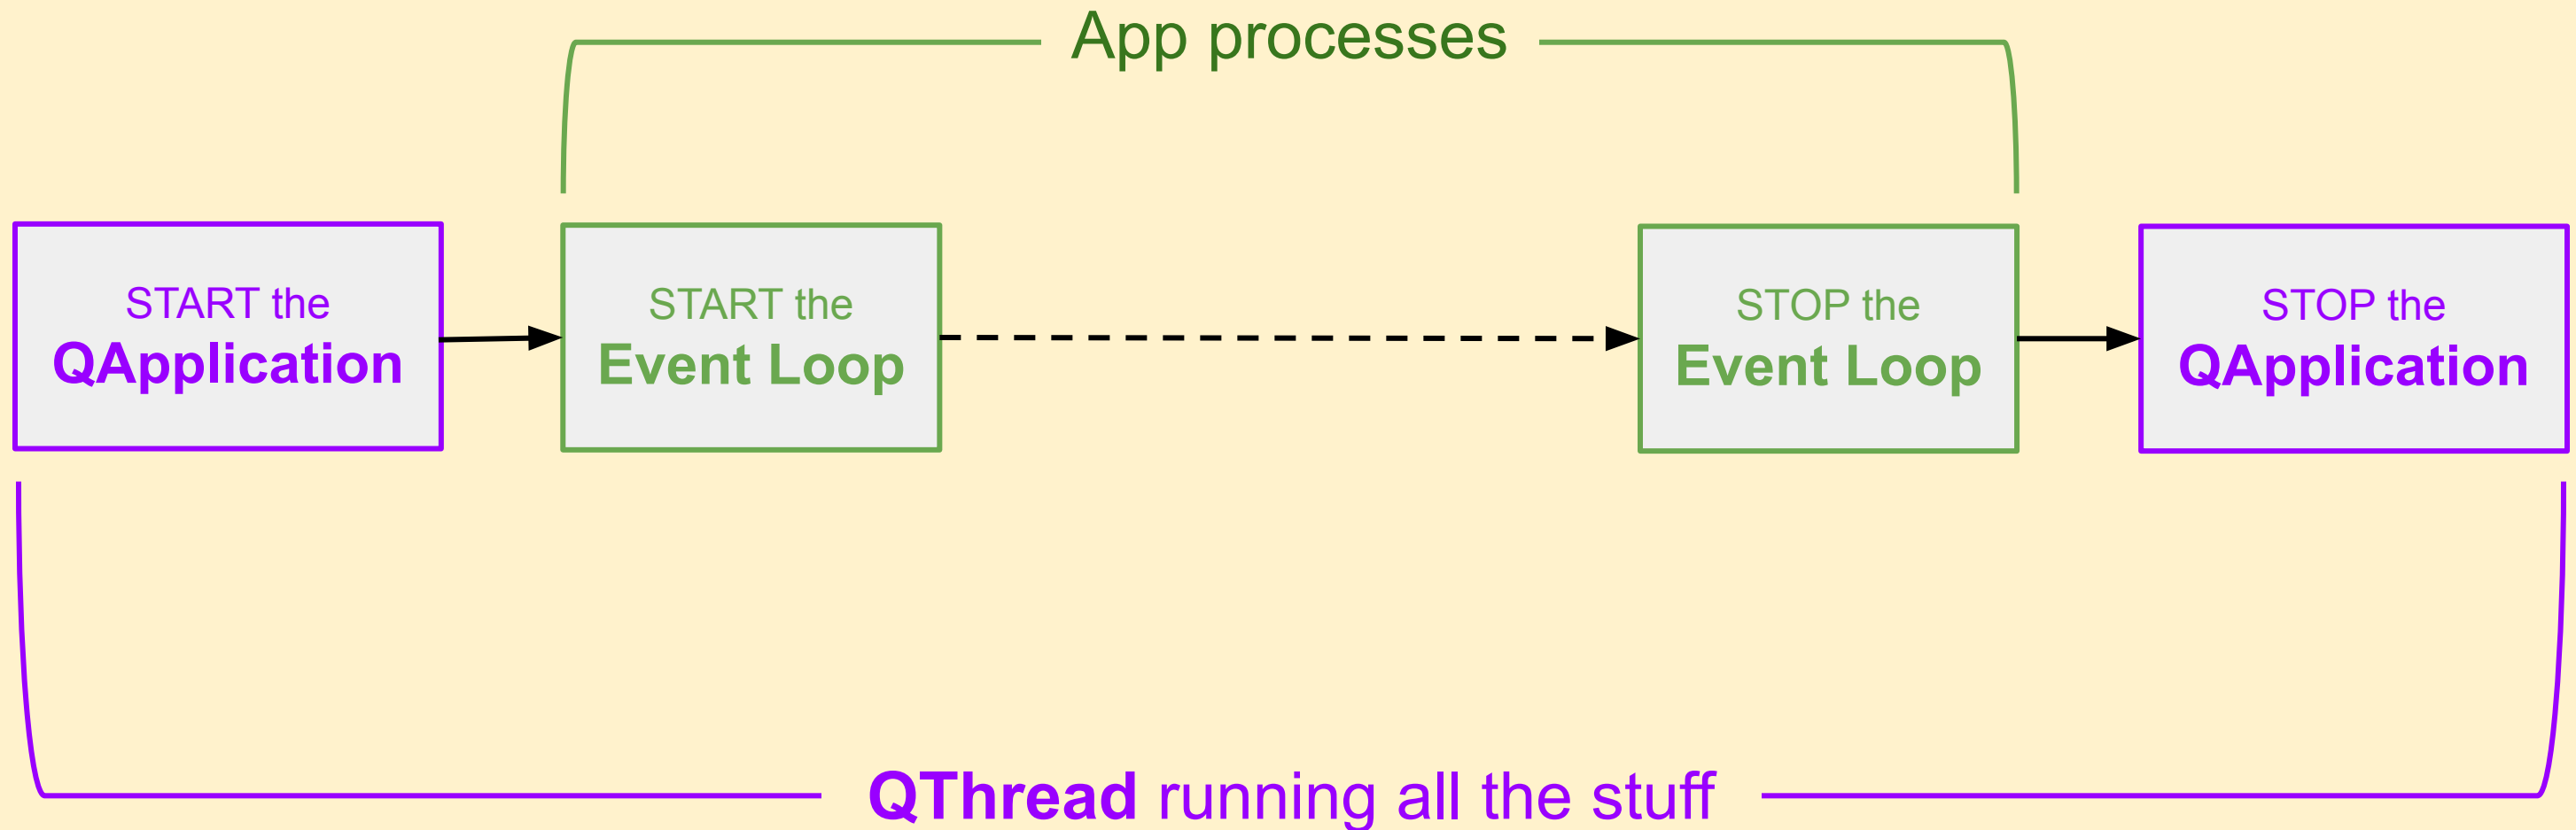 App processes
START the
QApplication
START the
Event Loop
STOP the
Event Loop
STOP the
QApplication
QThread running all the stuff